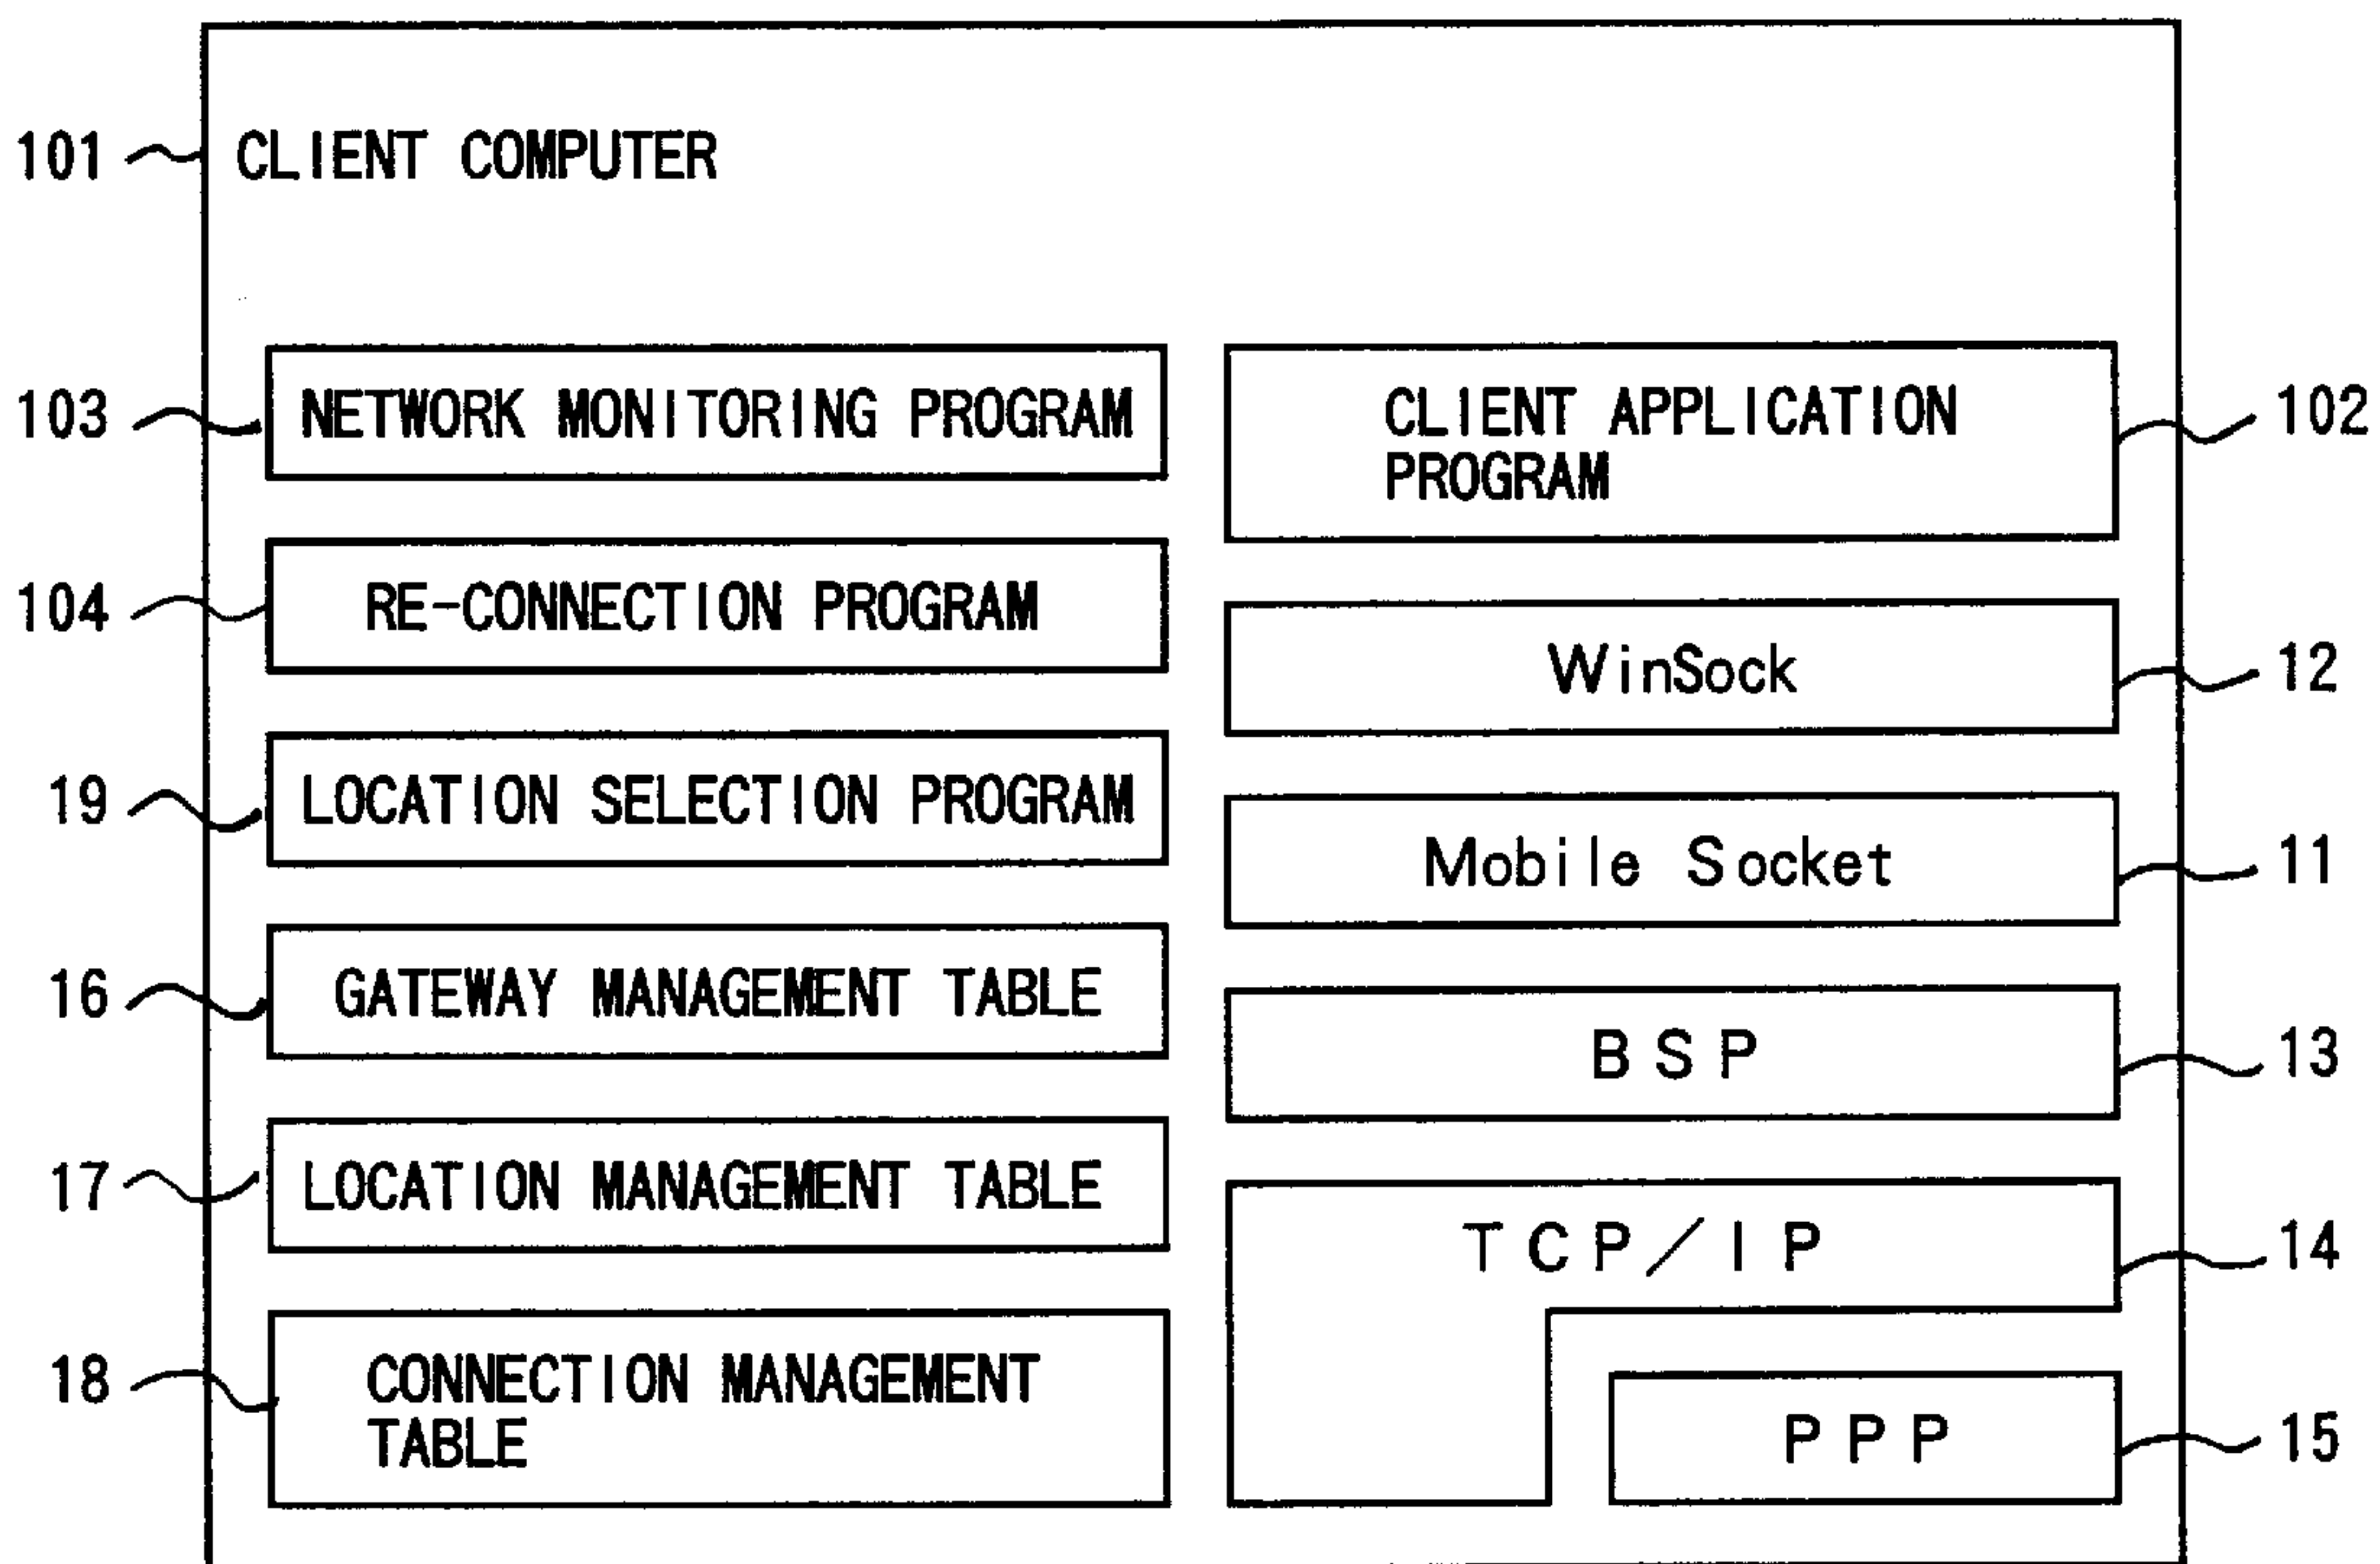 101 CLIENT COMPUTER
103 NETWORK MONITORING PROGRAM
CLIENT APPLICATION
PROGRAM
102
104 RE-CONNECTION PROGRAM
WinSock 12
19 LOCATION SELECTION PROGRAM
Mobile Socket 11
16 GATEWAY MANAGEMENT TABLE
BSP 13
17 LOCATION MANAGEMENT TABLE
TCP/IP 14
18 CONNECTION MANAGEMENT
TABLE
PPP 15